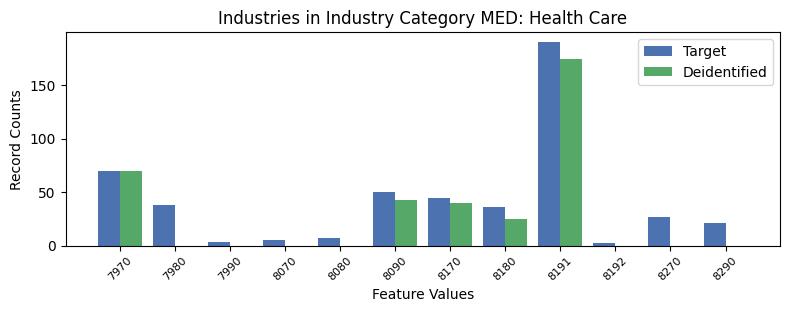 Industries in Industry Category MED: Health Care
Target
Deidentified
Record Counts
150
100
50
0
7970 7980 7990 8070 8080 8090 8170 8180 8191 8192 8270 8290
Feature Values